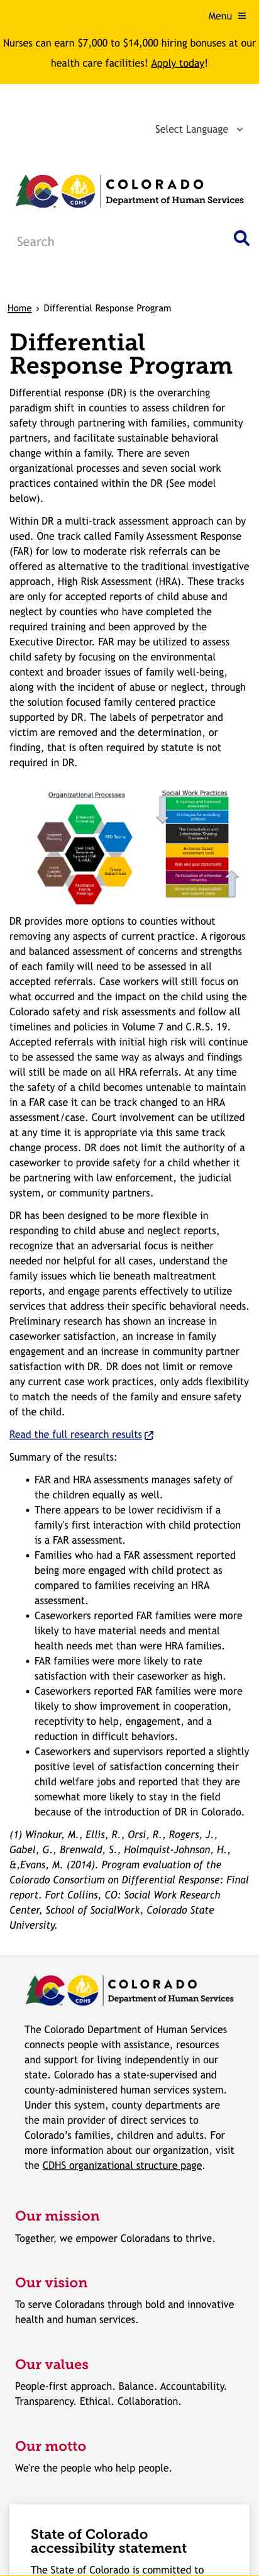 Menu
Nurses can earn $7,000 to $14,000 hiring bonuses at our
health care facilities! Apply today!
Select Language
CDHS
COLORADO
Department of Human Services
Search
Home › Differential Response Program
Differential
Response Program
Differential response (DR) is the overarching
paradigm shift in counties to assess children for
safety through partnering with families, community
partners, and facilitate sustainable behavioral
change within a family. There are seven
organizational processes and seven social work
practices contained within the DR (See model
below).
Within DR a multi-track assessment approach can by
used. One track called Family Assessment Response
(FAR) for low to moderate risk referrals can be
offered as alternative to the traditional investigative
approach, High Risk Assessment (HRA). These tracks
are only for accepted reports of child abuse and
neglect by counties who have completed the
required training and been approved by the
Executive Director. FAR may be utilized to assess
child safety by focusing on the environmental
context and broader issues of family well-being,
along with the incident of abuse or neglect, through
the solution focused family centered practice
supported by DR. The labels of perpetrator and
victim are removed and the determination, or
finding, that is often required by statute is not
required in DR.
Organizational Processes
Social Work Practices
Enhanced
Screening
RED Teams
Group
Supervision
Facilitated
Family
Meetings
Support
Planning
A rigorous and balanced
assessment
The Consultation and
Information Sharing
Framework
Evidence based
assessment tools
Risk and goal statements
Participation of extended
networks
DR provides more options to counties without
removing any aspects of current practice. A rigorous
and balanced assessment of concerns and strengths
of each family will need to be assessed in all
accepted referrals. Case workers will still focus on
what occurred and the impact on the child using the
Colorado safety and risk assessments and follow all
timelines and policies in Volume 7 and C.R.S. 19.
Accepted referrals with initial high risk will continue
to be assessed the same way as always and findings
will still be made on all HRA referrals. At any time
the safety of a child becomes untenable to maintain
in a FAR case it can be track changed to an HRA
assessment/case. Court involvement can be utilized
at any time it is appropriate via this same track
change process. DR does not limit the authority of a
caseworker to provide safety for a child whether it
be partnering with law enforcement, the judicial
system, or community partners.
DR has been designed to be more flexible in
responding to child abuse and neglect reports,
recognize that an adversarial focus is neither
needed nor helpful for all cases, understand the
family issues which lie beneath maltreatment
reports, and engage parents effectively to utilize
services that address their specific behavioral needs.
Preliminary research has shown an increase in
caseworker satisfaction, an increase in family
engagement and an increase in community partner
satisfaction with DR. DR does not limit or remove
any current case work practices, only adds flexibility
to match the needs of the family and ensure safety
of the child.
Read the full research results
Summary of the results:
• FAR and HRA assessments manages safety of
the children equally as well.
• There appears to be lower recidivism if a
family's first interaction with child protection
is a FAR assessment.
• Families who had a FAR assessment reported
being more engaged with child protect as
compared to families receiving an HRA
assessment.
• Caseworkers reported FAR families were more
likely to have material needs and mental
health needs met than were HRA families.
• FAR families were more likely to rate
satisfaction with their caseworker as high.
• Caseworkers reported FAR families were more
likely to show improvement in cooperation,
receptivity to help, engagement, and a
reduction in difficult behaviors.
• Caseworkers and supervisors reported a slightly
positive level of satisfaction concerning their
child welfare jobs and reported that they are
somewhat more likely to stay in the field
because of the introduction of DR in Colorado.
(1) Winokur, M., Ellis, R., Orsi, R., Rogers, J.,
Gabel, G., Brenwald, S., Holmquist-Johnson, H.,
&,Evans, M. (2014). Program evaluation of the
Colorado Consortium on Differential Response: Final
report. Fort Collins, CO: Social Work Research
Center, School of SocialWork, Colorado State
University.
CDHS
COLORADO
Department of Human Services
The Colorado Department of Human Services
connects people with assistance, resources
and support for living independently in our
state. Colorado has a state-supervised and
county-administered human services system.
Under this system, county departments are
the main provider of direct services to
Colorado’s families, children and adults. For
more information about our organization, visit
the CDHS organizational structure page.
Our mission
Together, we empower Coloradans to thrive.
Our vision
To serve Coloradans through bold and innovative
health and human services.
Our values
People-first approach. Balance. Accountability.
Transparency. Ethical. Collaboration.
Our motto
We're the people who help people.
State of Colorado
accessibility statement
The State of Colorado is committed to